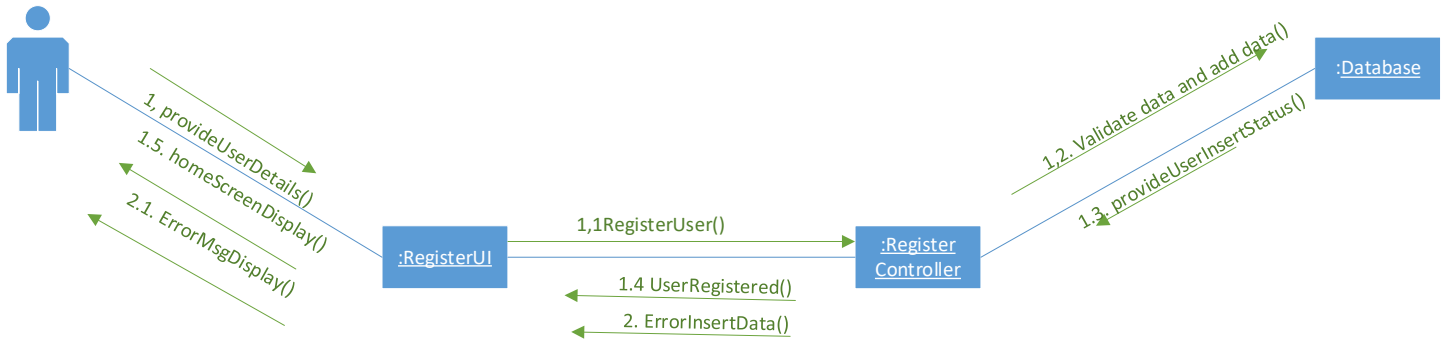 1, provideUserDetails()
1.5. homeScreenDisplay()
2.1. ErrorMsgDisplay()
:RegisterUI
1,1RegisterUser()
1.4 UserRegistered()
2. ErrorInsertData()
:Register
Controller
1,2. Validate data and add data()
1.3. provideUserInsertStatus()
:Database